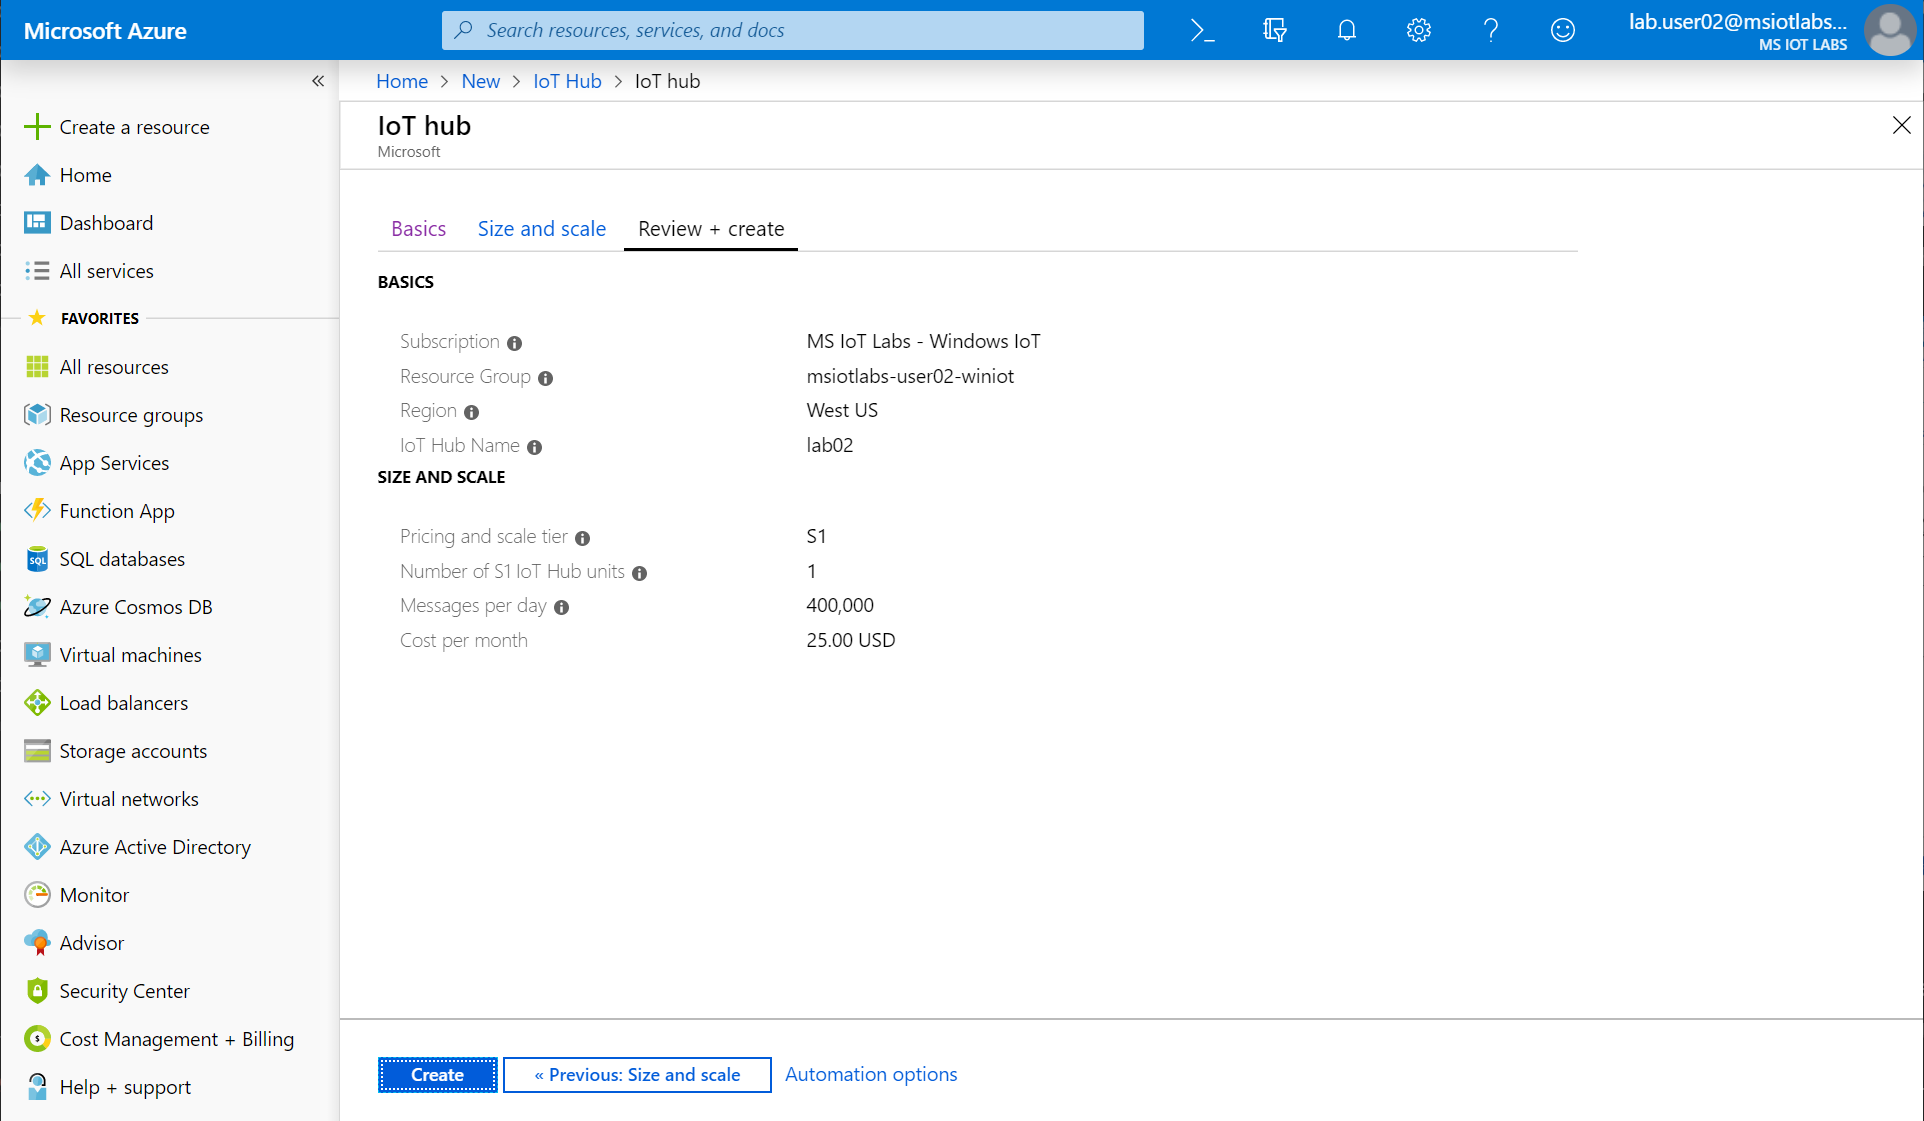 Microsoft Azure
Search resources, services, and docs
lab.user02@msiotlabs...
MS IOT LABS
Create a resource
Home
Dashboard
All services
FAVORITES
All resources
Resource groups
App Services
Function App
SQL
SQL databases
Azure Cosmos DB
Virtual machines
Load balancers
Storage accounts
Virtual networks
Azure Active Directory
Monitor
Advisor
Security Center
Cost Management + Billing
Help + support
Home > New > IoT Hub > IoT hub
IoT hub
Microsoft
Basics Size and scale Review + create
BASICS
Subscription MS IoT Labs - Windows IoT
Resource Group msiotlabs-user02-winiot
Region West US
IoT Hub Name lab02
SIZE AND SCALE
Pricing and scale tier S1
Number of S1 IoT Hub units 1
Messages per day 400,000
Cost per month 25.00 USD
Create « Previous: Size and scale Automation options